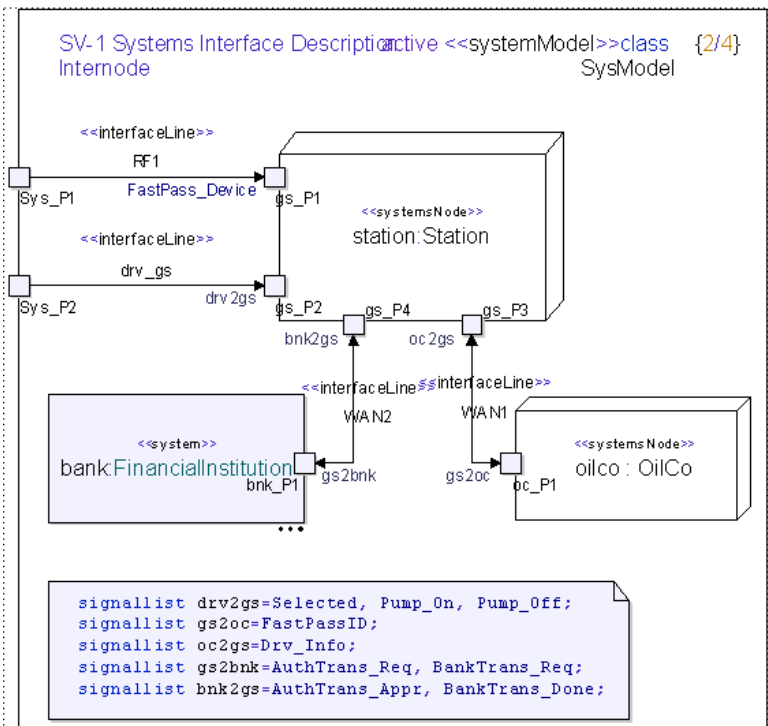 SV-1 Systems Interface Description active <<systemModel>>class {2/4}
Internode SysModel
<<interfaceLine>>
RF1
FastPass_Device
Sys_P1
gs_P1
<<systemsNode>>
station:Station
<<interfaceLine>>
drv_gs
drv2gs
Sys_P2
gs_P2
gs_P4
gs_P3
bnk2gs
oc2gs
<<interfaceLine>>
<<interfaceLine>>
WAN2
WAN1
<<system>>
bank:FinancialInstitution
bnk_P1
gs2bnk
gs2oc
oc_P1
<<systemsNode>>
oilco : OilCo
signallist drv2gs=Selected, Pump_On, Pump_Off;
signallist gs2oc=FastPassID;
signallist oc2gs=Drv_Info;
signallist gs2bnk=AuthTrans_Req, BankTrans_Req;
signallist bnk2gs=AuthTrans_Appr, BankTrans_Done;